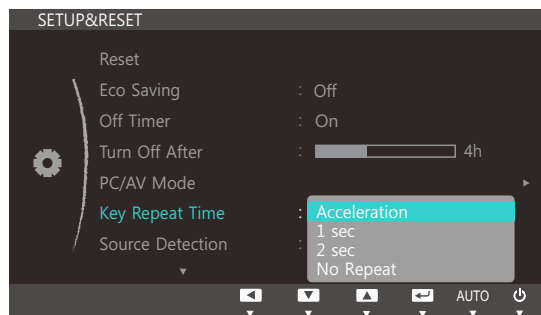 SETUP&RESET
Reset
Eco Saving : Off
Off Timer : On
Turn Off After : 4h
PC/AV Mode
Key Repeat Time : Acceleration
1 sec
Source Detection :
2 sec
No Repeat
AUTO